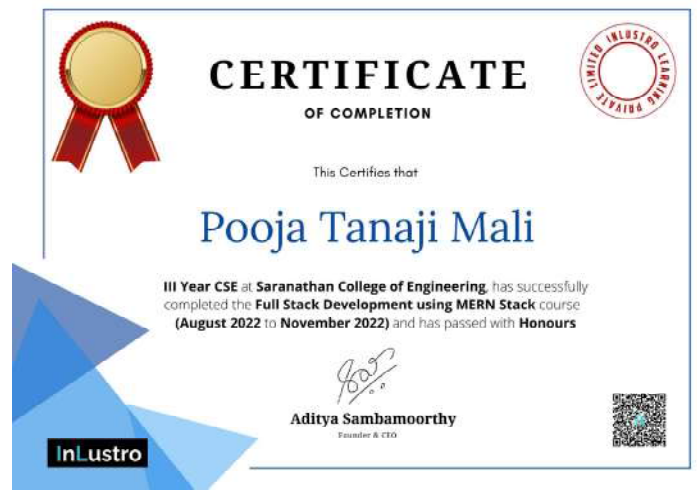 CERTIFICATE
OF COMPLETION
INLUSTRO LEARNING PRIVATE LIMITED
This Certifies that
Pooja Tanaji Mali
III Year CSE at Saranathan College of Engineering, has successfully
completed the Full Stack Development using MERN Stack course
(August 2022 to November 2022) and has passed with Honours
Aditya Sambamoorthy
Founder & CEO
InLustro